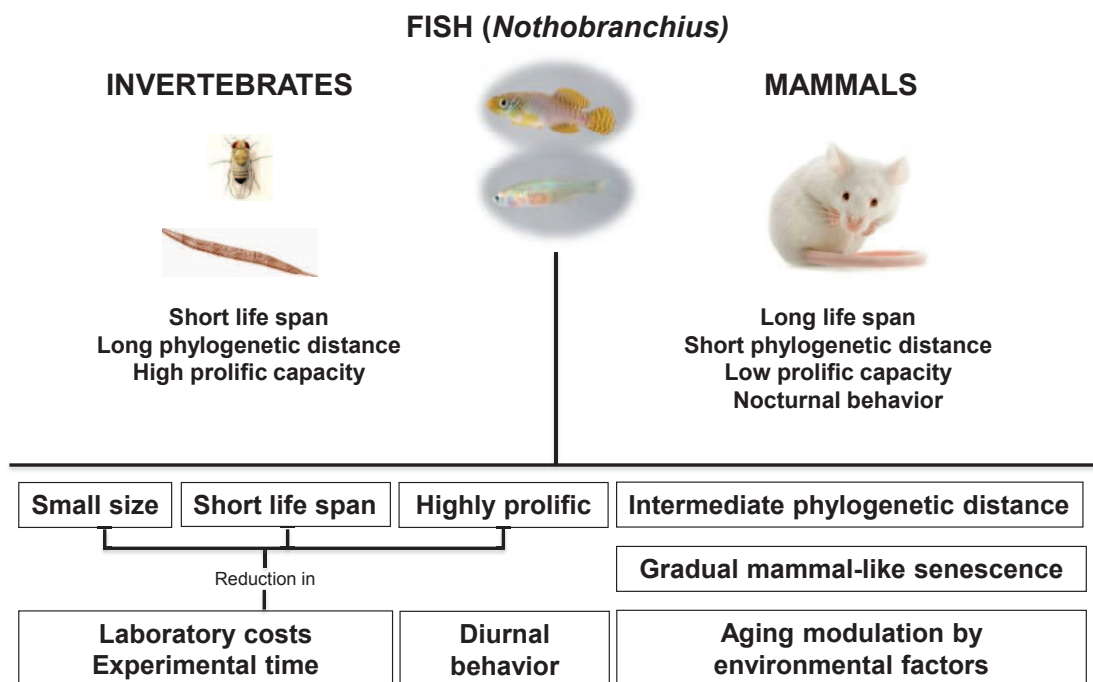 FISH (Nothobranchius)
INVERTEBRATES
MAMMALS
Short life span
Long phylogenetic distance
High prolific capacity
Long life span
Short phylogenetic distance
Low prolific capacity
Nocturnal behavior
Small size
Short life span
Highly prolific
Intermediate phylogenetic distance
Gradual mammal-like senescence
Reduction in
Laboratory costs
Experimental time
Diurnal
behavior
Aging modulation by
environmental factors